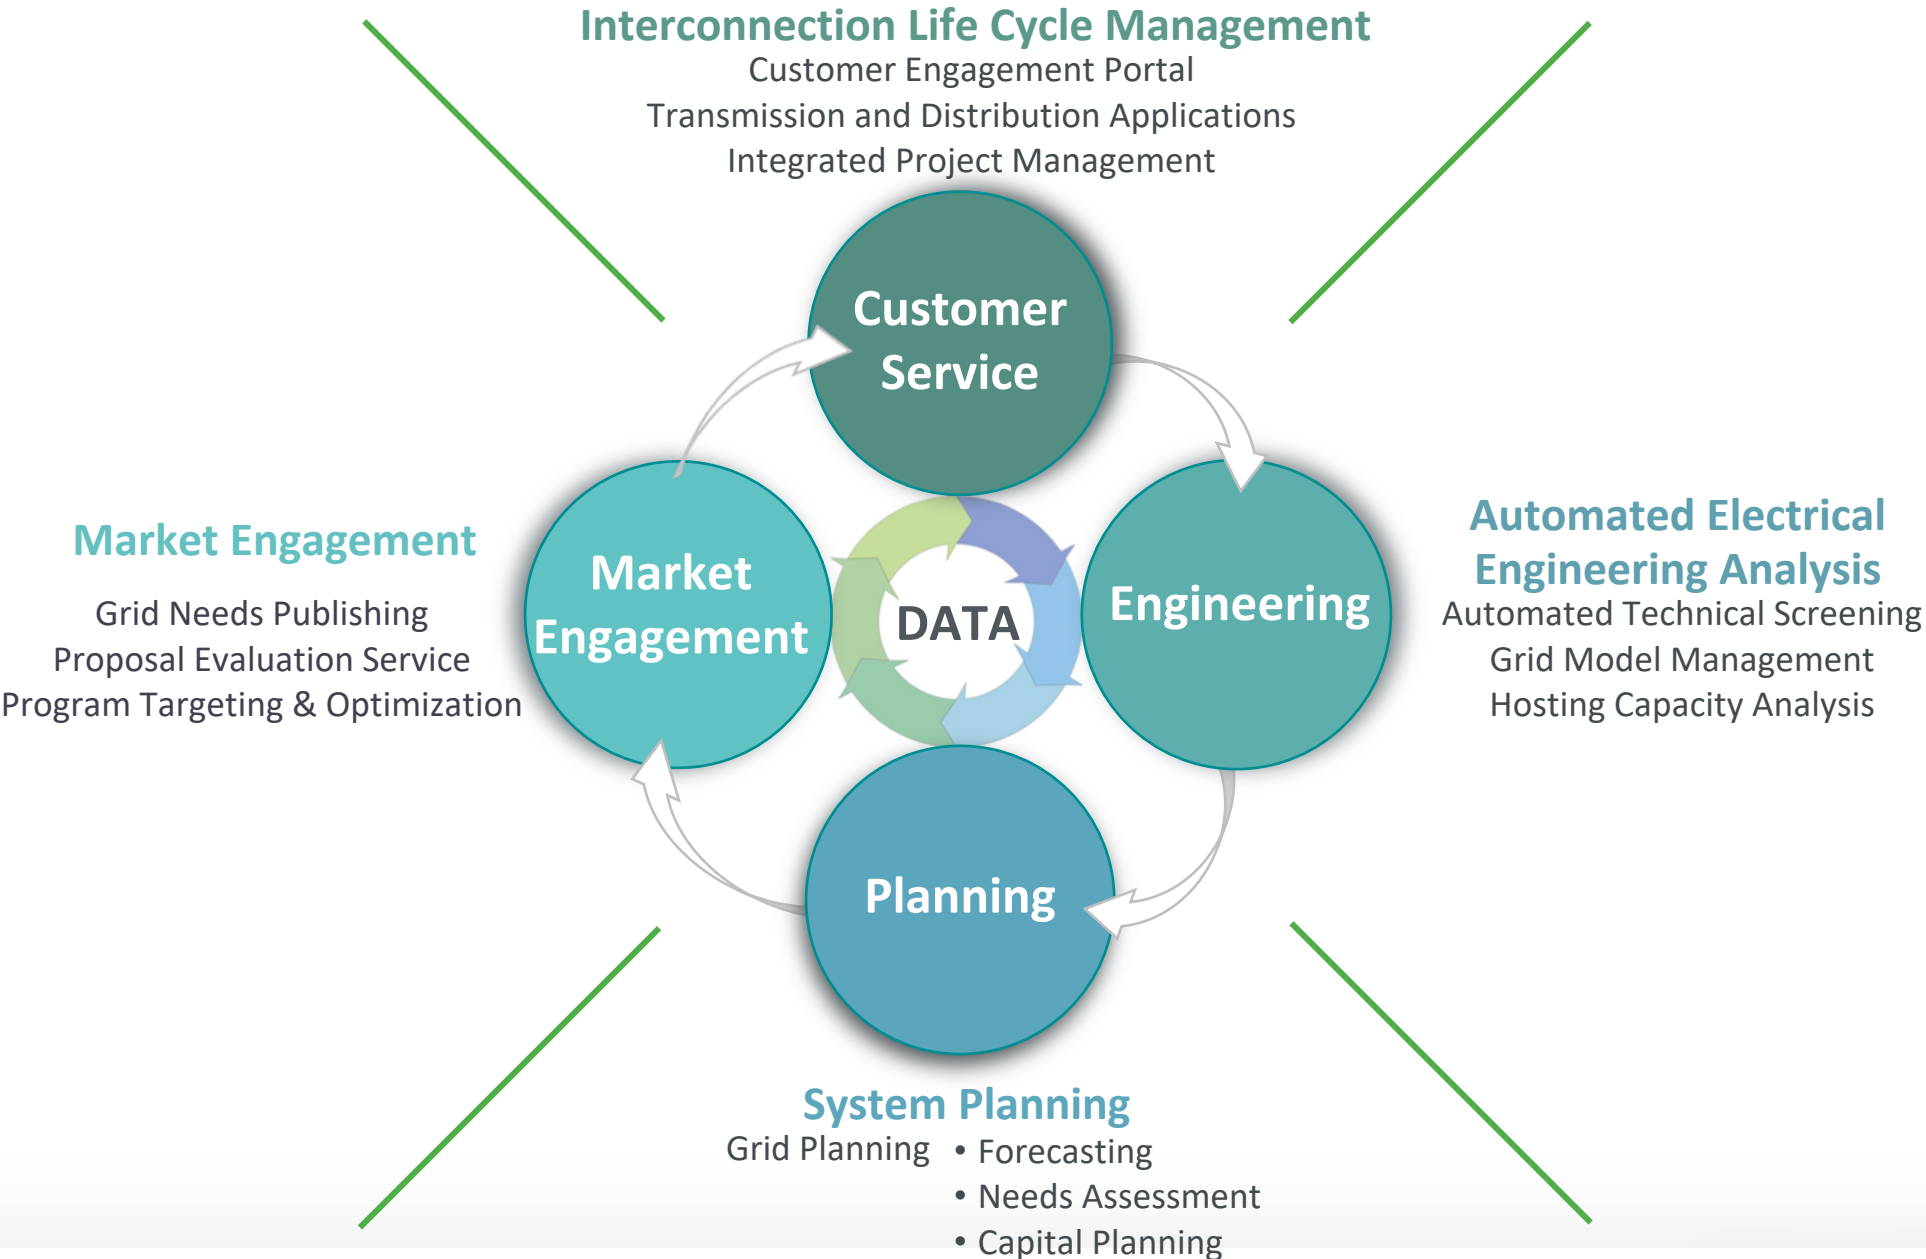 Interconnection Life Cycle Management
Customer Engagement Portal
Transmission and Distribution Applications
Integrated Project Management
Customer
Service
Market Engagement
Grid Needs Publishing
Proposal Evaluation Service
Program Targeting & Optimization
Market
Engagement
DATA
Engineering
Automated Electrical
Engineering Analysis
Automated Technical Screening
Grid Model Management
Hosting Capacity Analysis
Planning
System Planning
Grid Planning • Forecasting
• Needs Assessment
• Capital Planning